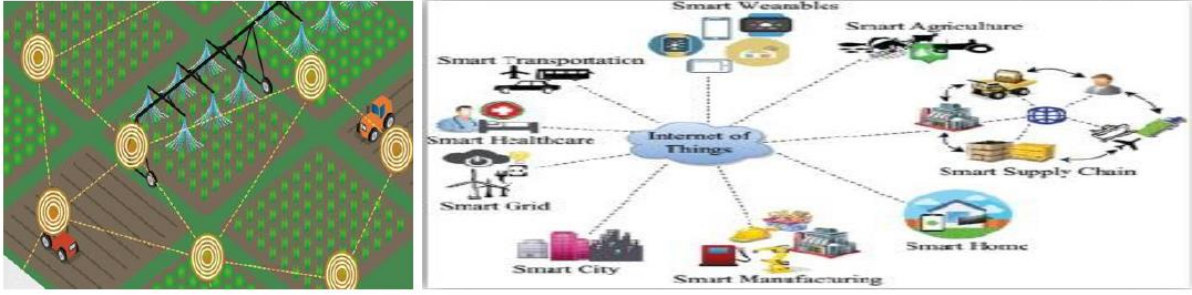 Smart Wearables
Smart Agriculture
Smart Transportation
Internet of
Things
Smart Healthcare
Smart Supply Chain
Smart Grid
Smart Home
Smart City
Smart Manufacturing